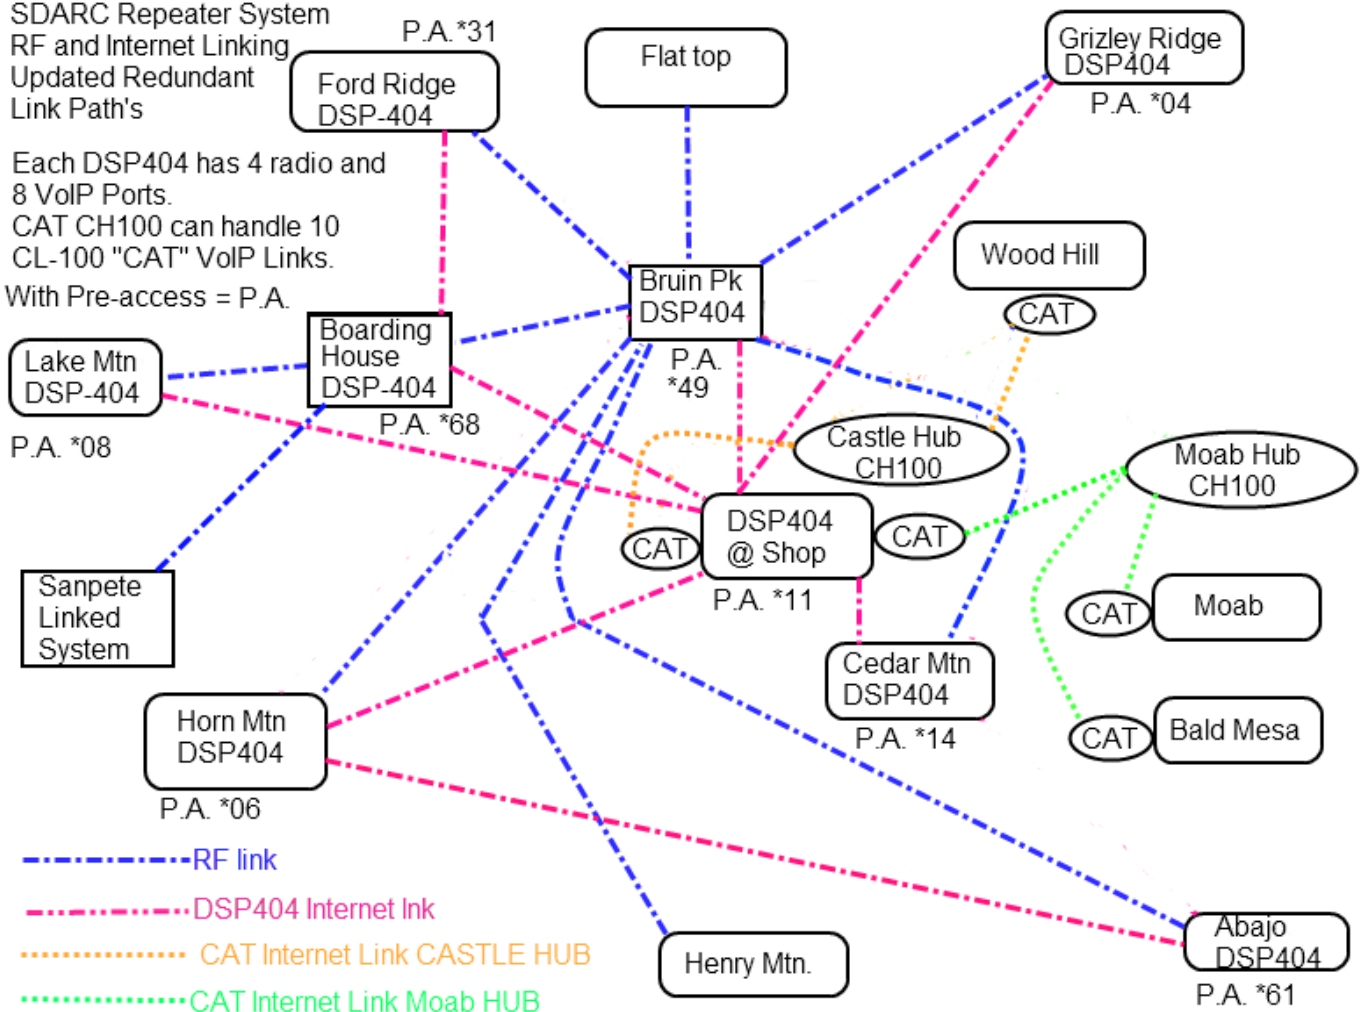 SDARC Repeater System
RF and Internet Linking
Updated Redundant
Link Path's
Each DSP404 has 4 radio and
8 VoIP Ports.
CAT CH100 can handle 10
CL-100 "CAT" VoIP Links.
With Pre-access = P.A.
P.A. *31
Ford Ridge
DSP-404
Flat top
Grizley Ridge
DSP404
P.A. *04
Wood Hill
CAT
Bruin Pk
DSP404
P.A.
*49
Boarding
House
DSP-404
P.A. *68
Lake Mtn
DSP-404
P.A. *08
Castle Hub
CH100
Moab Hub
CH100
DSP404
@ Shop
CAT
CAT
P.A. *11
Sanpete
Linked
System
CAT
Moab
Cedar Mtn
DSP404
P.A. *14
CAT
Bald Mesa
Horn Mtn
DSP404
P.A. *06
Henry Mtn.
Abajo
DSP404
P.A. *61
RF link
DSP404 Internet lnk
CAT Internet Link CASTLE HUB
CAT Internet Link Moab HUB